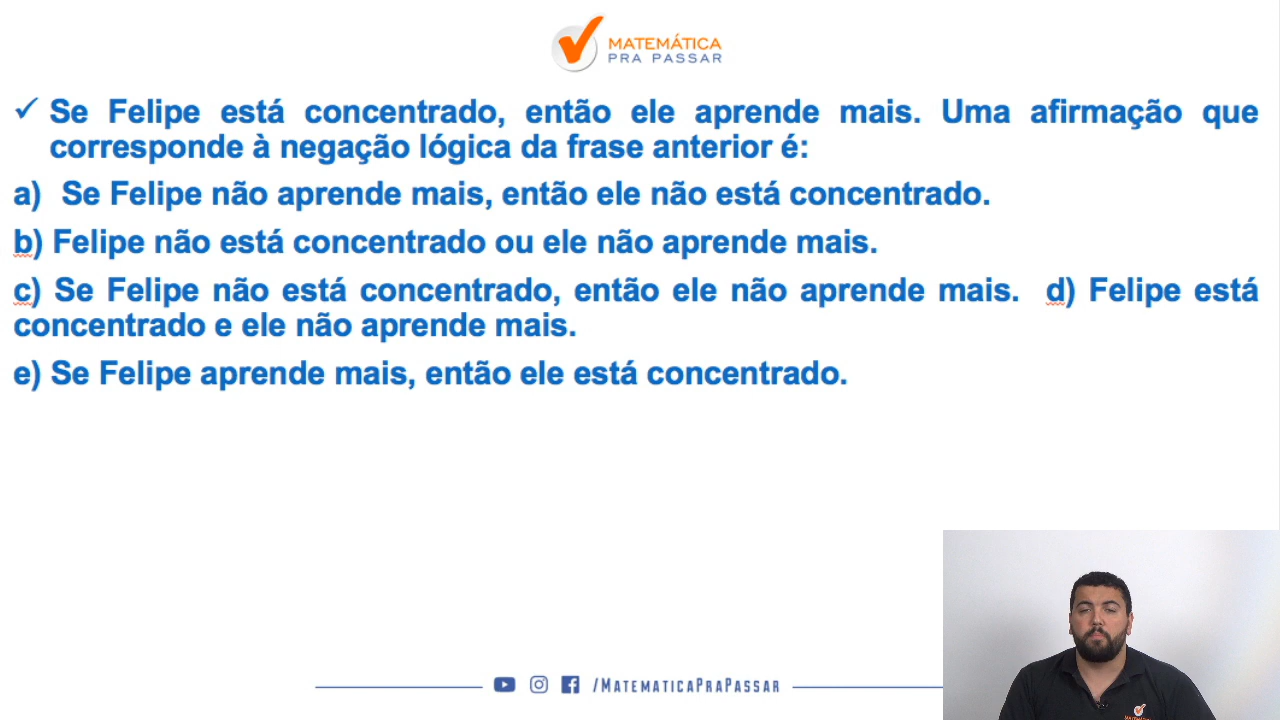 MATEMÁTICA
PRA PASSAR
✓ Se Felipe está concentrado, então ele aprende mais. Uma afirmação que
corresponde à negação lógica da frase anterior é:
a) Se Felipe não aprende mais, então ele não está concentrado.
b) Felipe não está concentrado ou ele não aprende mais.
c) Se Felipe não está concentrado, então ele não aprende mais. d) Felipe está
concentrado e ele não aprende mais.
e) Se Felipe aprende mais, então ele está concentrado.
/MATEMATICAPRAPASSAR